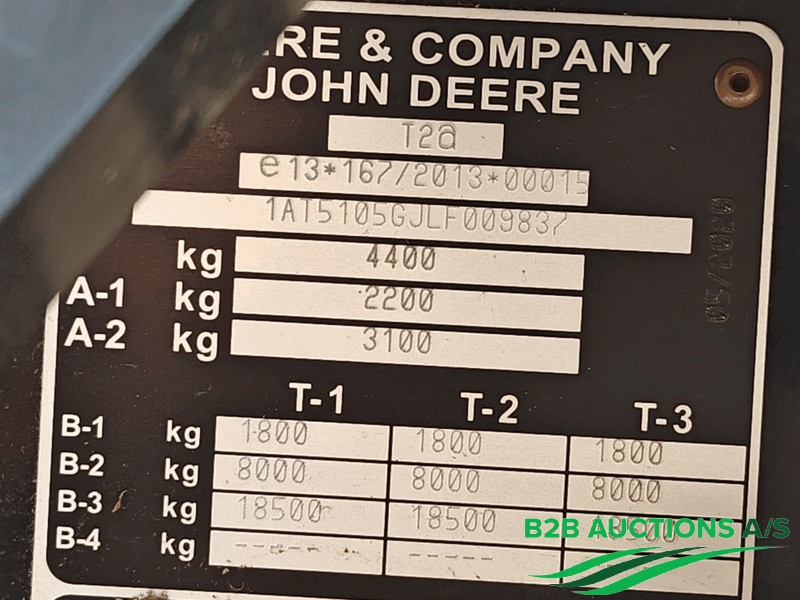 ERE & COMPANY
JOHN DEERE
T2a
e13*167/2013*00015
1AT5105GJLF009837
kg 4400
A-1 kg 2200
A-2 kg 3100
T-1 T-2 T-3
B-1 kg 1800 1800 1800
B-2 kg 8000 8000 8000
B-3 kg 18500 18500 18500
B-4 kg ----- ----- -----
B2B AUCTIONS A/S